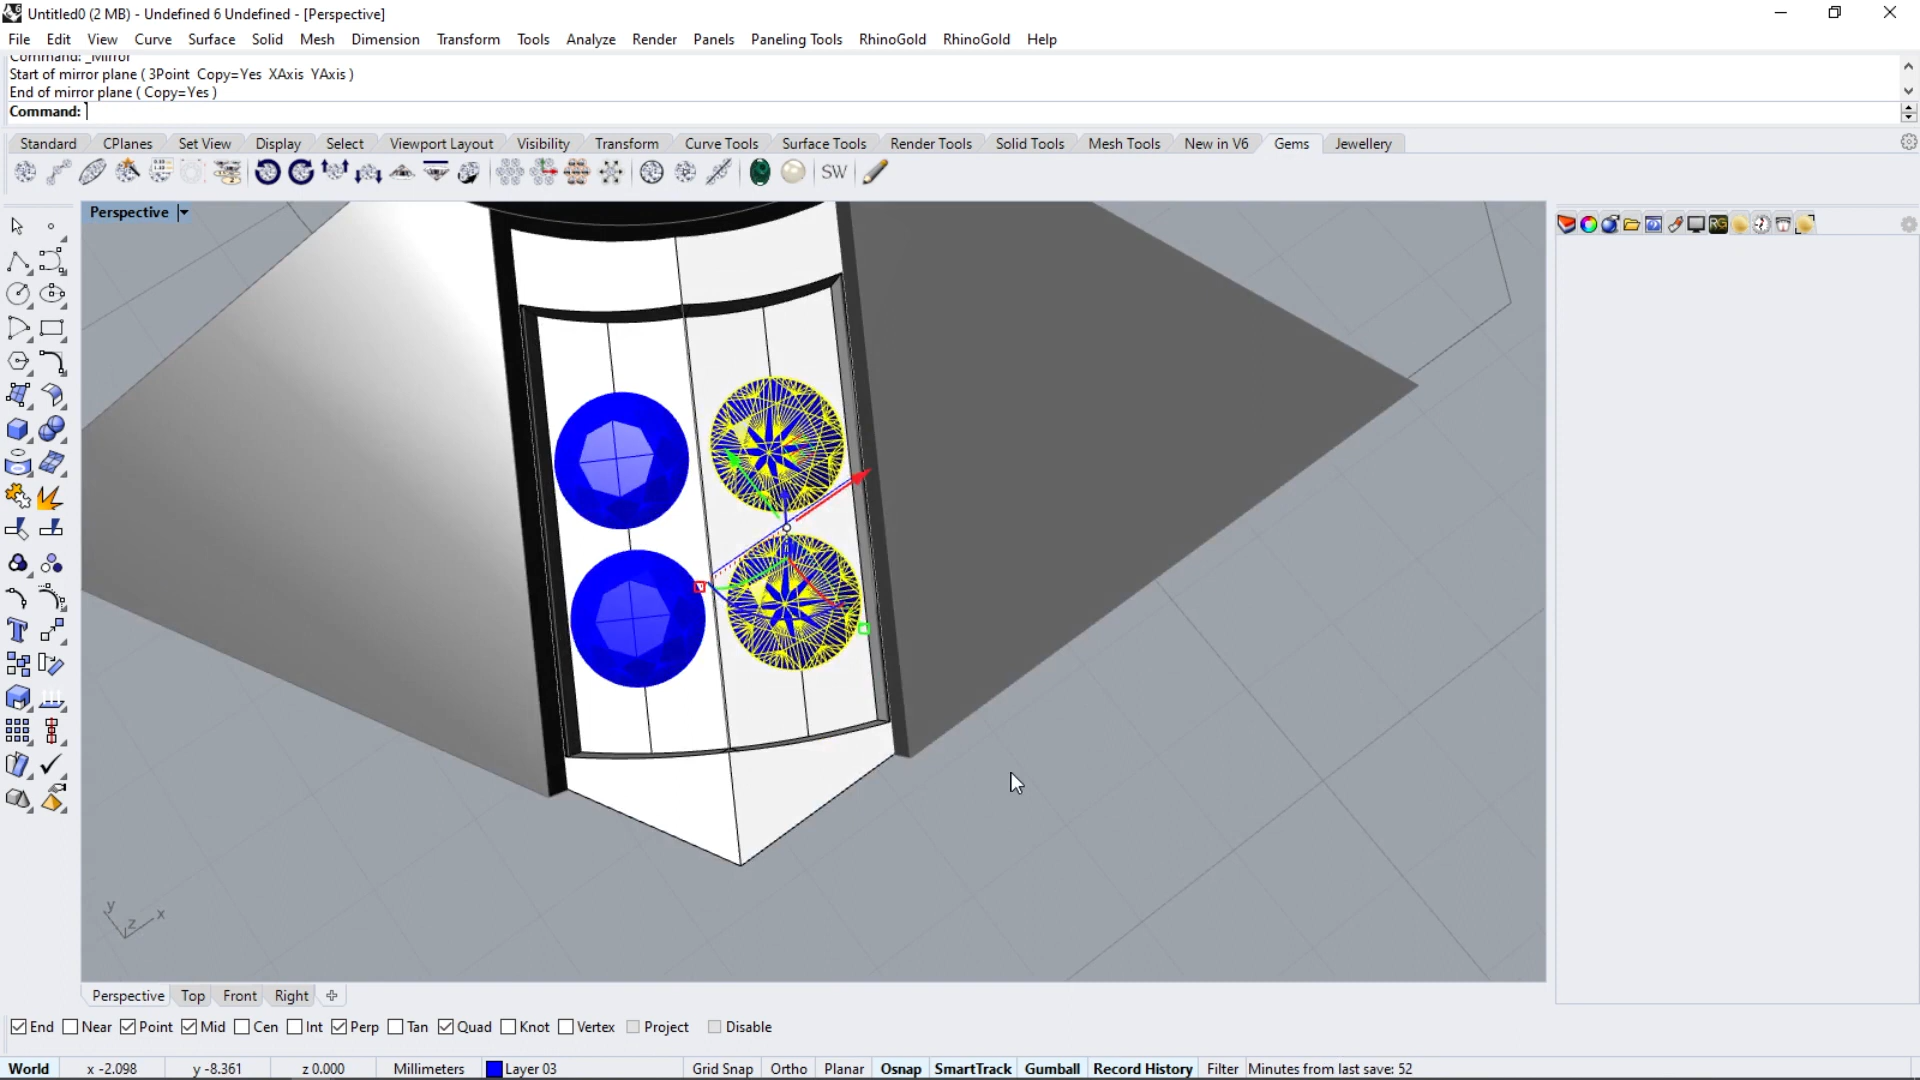 Untitled0 (2 MB) - Undefined 6 Undefined - [Perspective]
File Edit View Curve Surface Solid Mesh Dimension Transform Tools Analyze Render Panels Paneling Tools RhinoGold RhinoGold Help
Command: _Mirror
Start of mirror plane ( 3Point Copy=Yes XAxis YAxis )
End of mirror plane ( Copy=Yes )
Command:
Standard CPlanes Set View Display Select Viewport Layout Visibility Transform Curve Tools Surface Tools Render Tools Solid Tools Mesh Tools New in V6 Gems Jewellery
SW
Perspective
RG
y z x
Perspective Top Front Right
End Near Point Mid Cen Int Perp Tan Quad Knot Vertex Project Disable
World x -2.098 y -8.361 z 0.000 Millimeters Layer 03 Grid Snap Ortho Planar Osnap SmartTrack Gumball Record History Filter Minutes from last save: 52